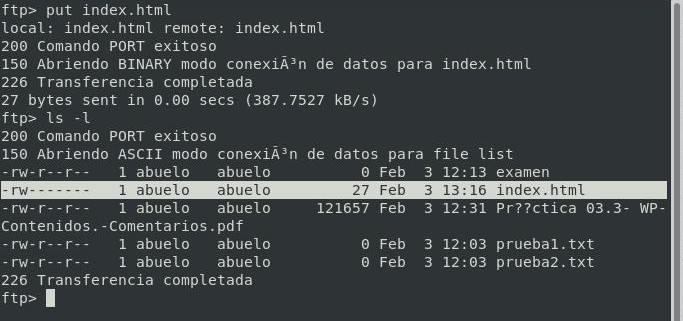 ftp> put index.html
local: index.html remote: index.html
200 Comando PORT exitoso
150 Abriendo BINARY modo conexiÃ³n de datos para index.html
226 Transferencia completada
27 bytes sent in 0.00 secs (387.7527 kB/s)
ftp> ls -l
200 Comando PORT exitoso
150 Abriendo ASCII modo conexiÃ³n de datos para file list
-rw-r--r--   1 abuelo   abuelo          0 Feb  3 12:13 examen
-rw-------   1 abuelo   abuelo         27 Feb  3 13:16 index.html
-rw-r--r--   1 abuelo   abuelo     121657 Feb  3 12:31 Pr??ctica 03.3- WP-
Contenidos.-Comentarios.pdf
-rw-r--r--   1 abuelo   abuelo          0 Feb  3 12:03 prueba1.txt
-rw-r--r--   1 abuelo   abuelo          0 Feb  3 12:03 prueba2.txt
226 Transferencia completada
ftp>